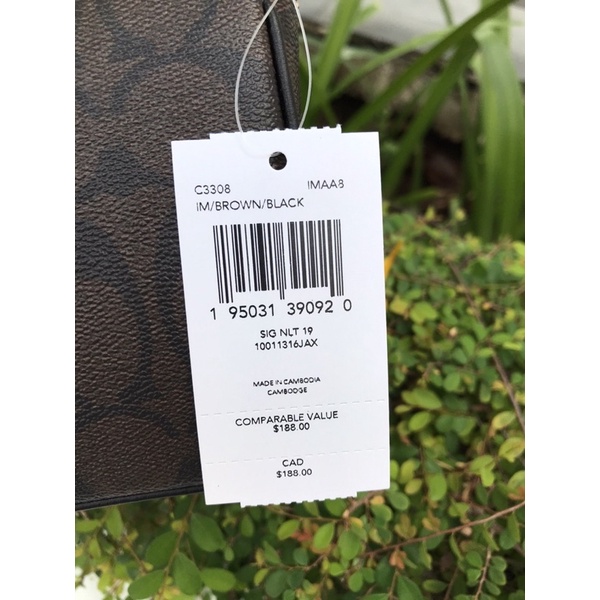 C3308 IMAA8
IM/BROWN/BLACK
1 95031 39092 0
SIG NLT 19
10011316JAX
MADE IN CAMBODIA
CAMBODGE
COMPARABLE VALUE
$188.00
CAD
$188.00